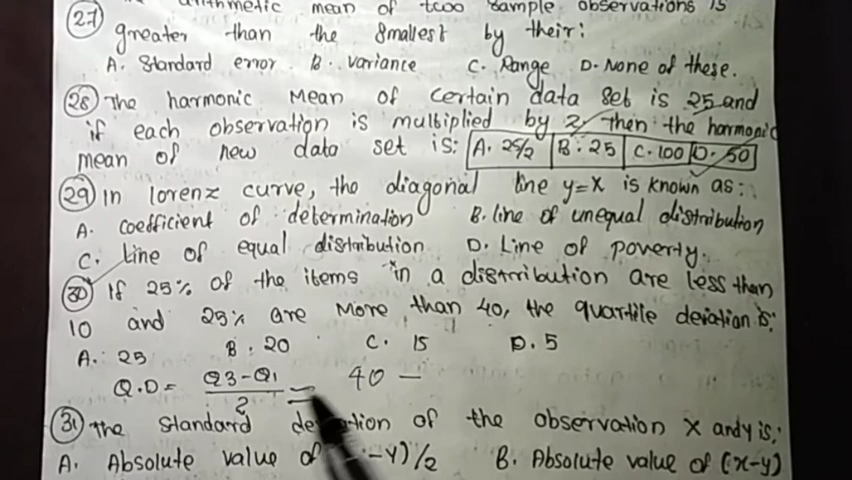 arithmetic mean of two sample observations is
(27) greater than the smallest by their:
A. Standard error B. variance C. Range D. None of these.
(28) The harmonic Mean of certain data set is 25 and
if each observation is multiplied by 2. then the harmonic
mean of new data set is: A. 25/2 B. 25 C. 100 D. 50
(29) In lorenz curve, the diagonal line y=x is known as:
A. coefficient of determination B. line of unequal distribution
C. Line of equal distribution D. Line of poverty.
(30) If 25% of the items in a distribution are less than
10 and 25% are more than 40, the quartile deviation is:
A. 25 B. 20 C. 15 D. 5
Q.D = Q3-Q1/2 = 40 -
(31) The standard deviation of the observation x and y is:
A. Absolute value of -y)/2 B. Absolute value of (x-y)